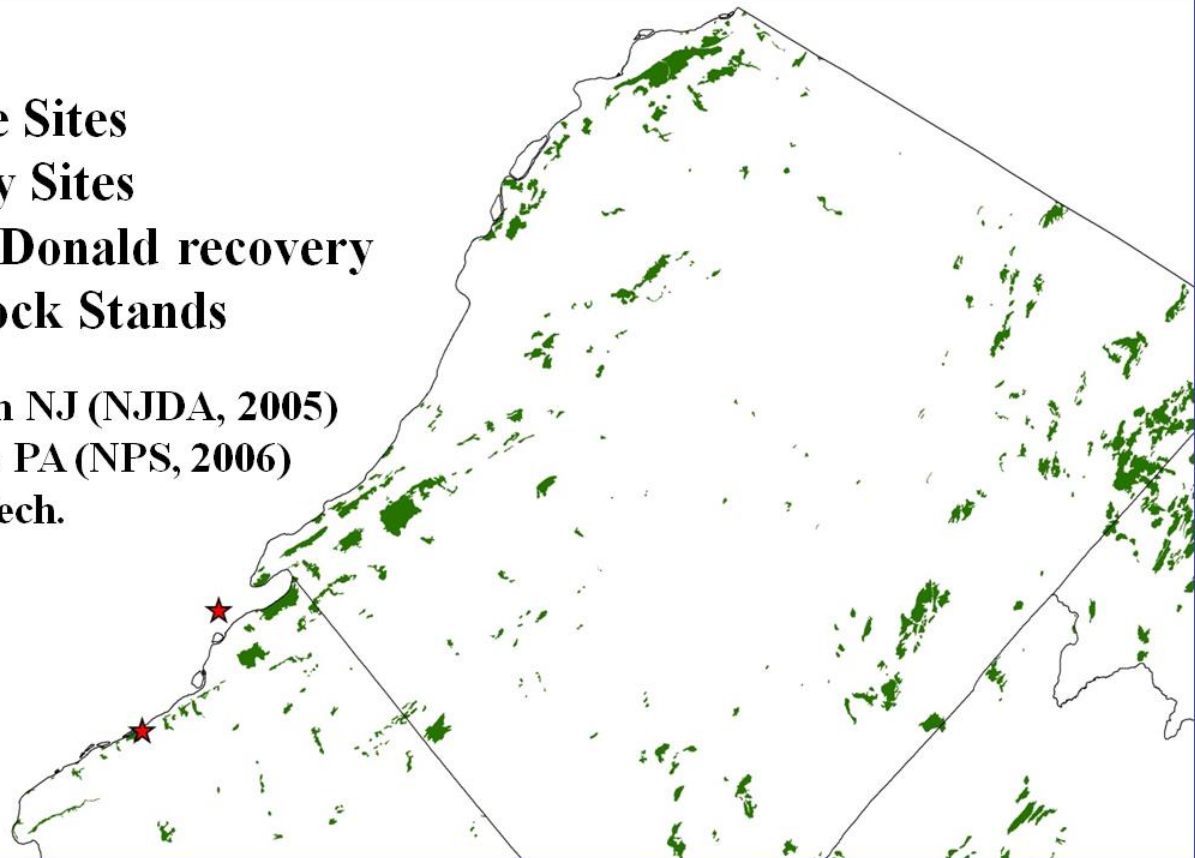 e Sites
y Sites
Donald recovery
ock Stands
n NJ (NJDA, 2005)
PA (NPS, 2006)
ech.